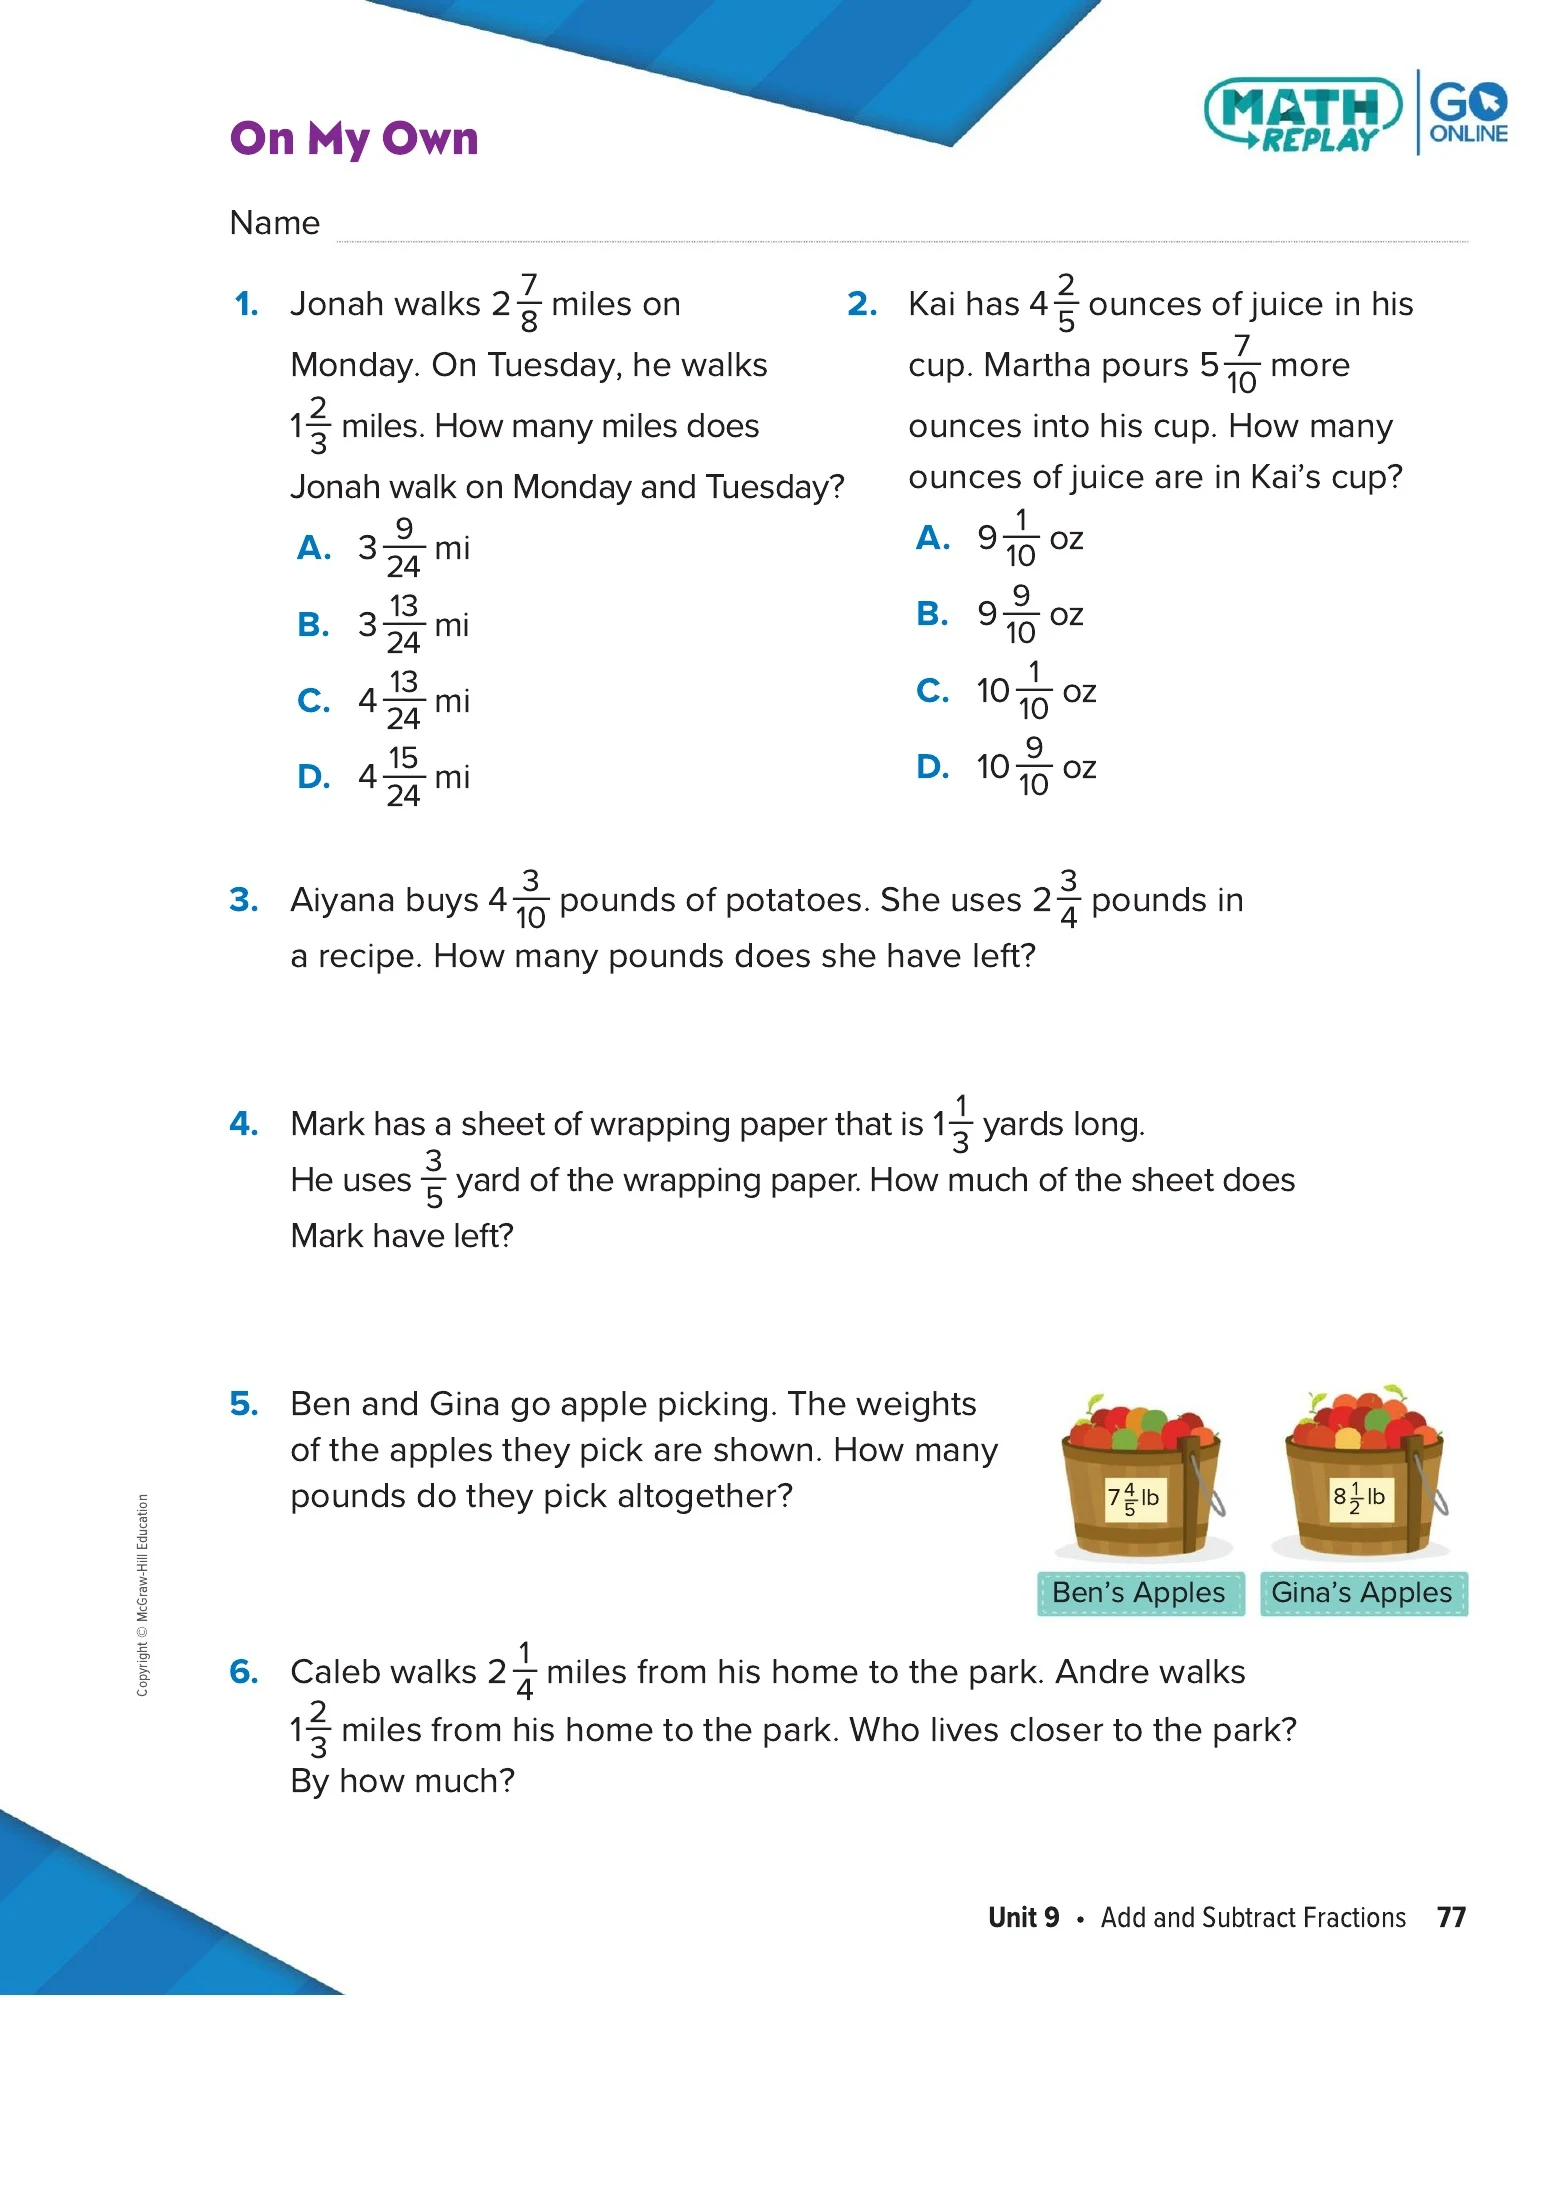 MATH REPLAY
GO ONLINE
On My Own
Name
1. Jonah walks 2 7/8 miles on
Monday. On Tuesday, he walks
1 2/3 miles. How many miles does
Jonah walk on Monday and Tuesday?
A. 3 9/24 mi
B. 3 13/24 mi
C. 4 13/24 mi
D. 4 15/24 mi
2. Kai has 4 2/5 ounces of juice in his
cup. Martha pours 5 7/10 more
ounces into his cup. How many
ounces of juice are in Kai’s cup?
A. 9 1/10 oz
B. 9 9/10 oz
C. 10 1/10 oz
D. 10 9/10 oz
3. Aiyana buys 4 3/10 pounds of potatoes. She uses 2 3/4 pounds in
a recipe. How many pounds does she have left?
4. Mark has a sheet of wrapping paper that is 1 1/3 yards long.
He uses 3/5 yard of the wrapping paper. How much of the sheet does
Mark have left?
5. Ben and Gina go apple picking. The weights
of the apples they pick are shown. How many
pounds do they pick altogether?
7 4/5 lb
8 1/2 lb
Ben’s Apples
Gina’s Apples
6. Caleb walks 2 1/4 miles from his home to the park. Andre walks
1 2/3 miles from his home to the park. Who lives closer to the park?
By how much?
Copyright © McGraw-Hill Education
Unit 9 • Add and Subtract Fractions 77